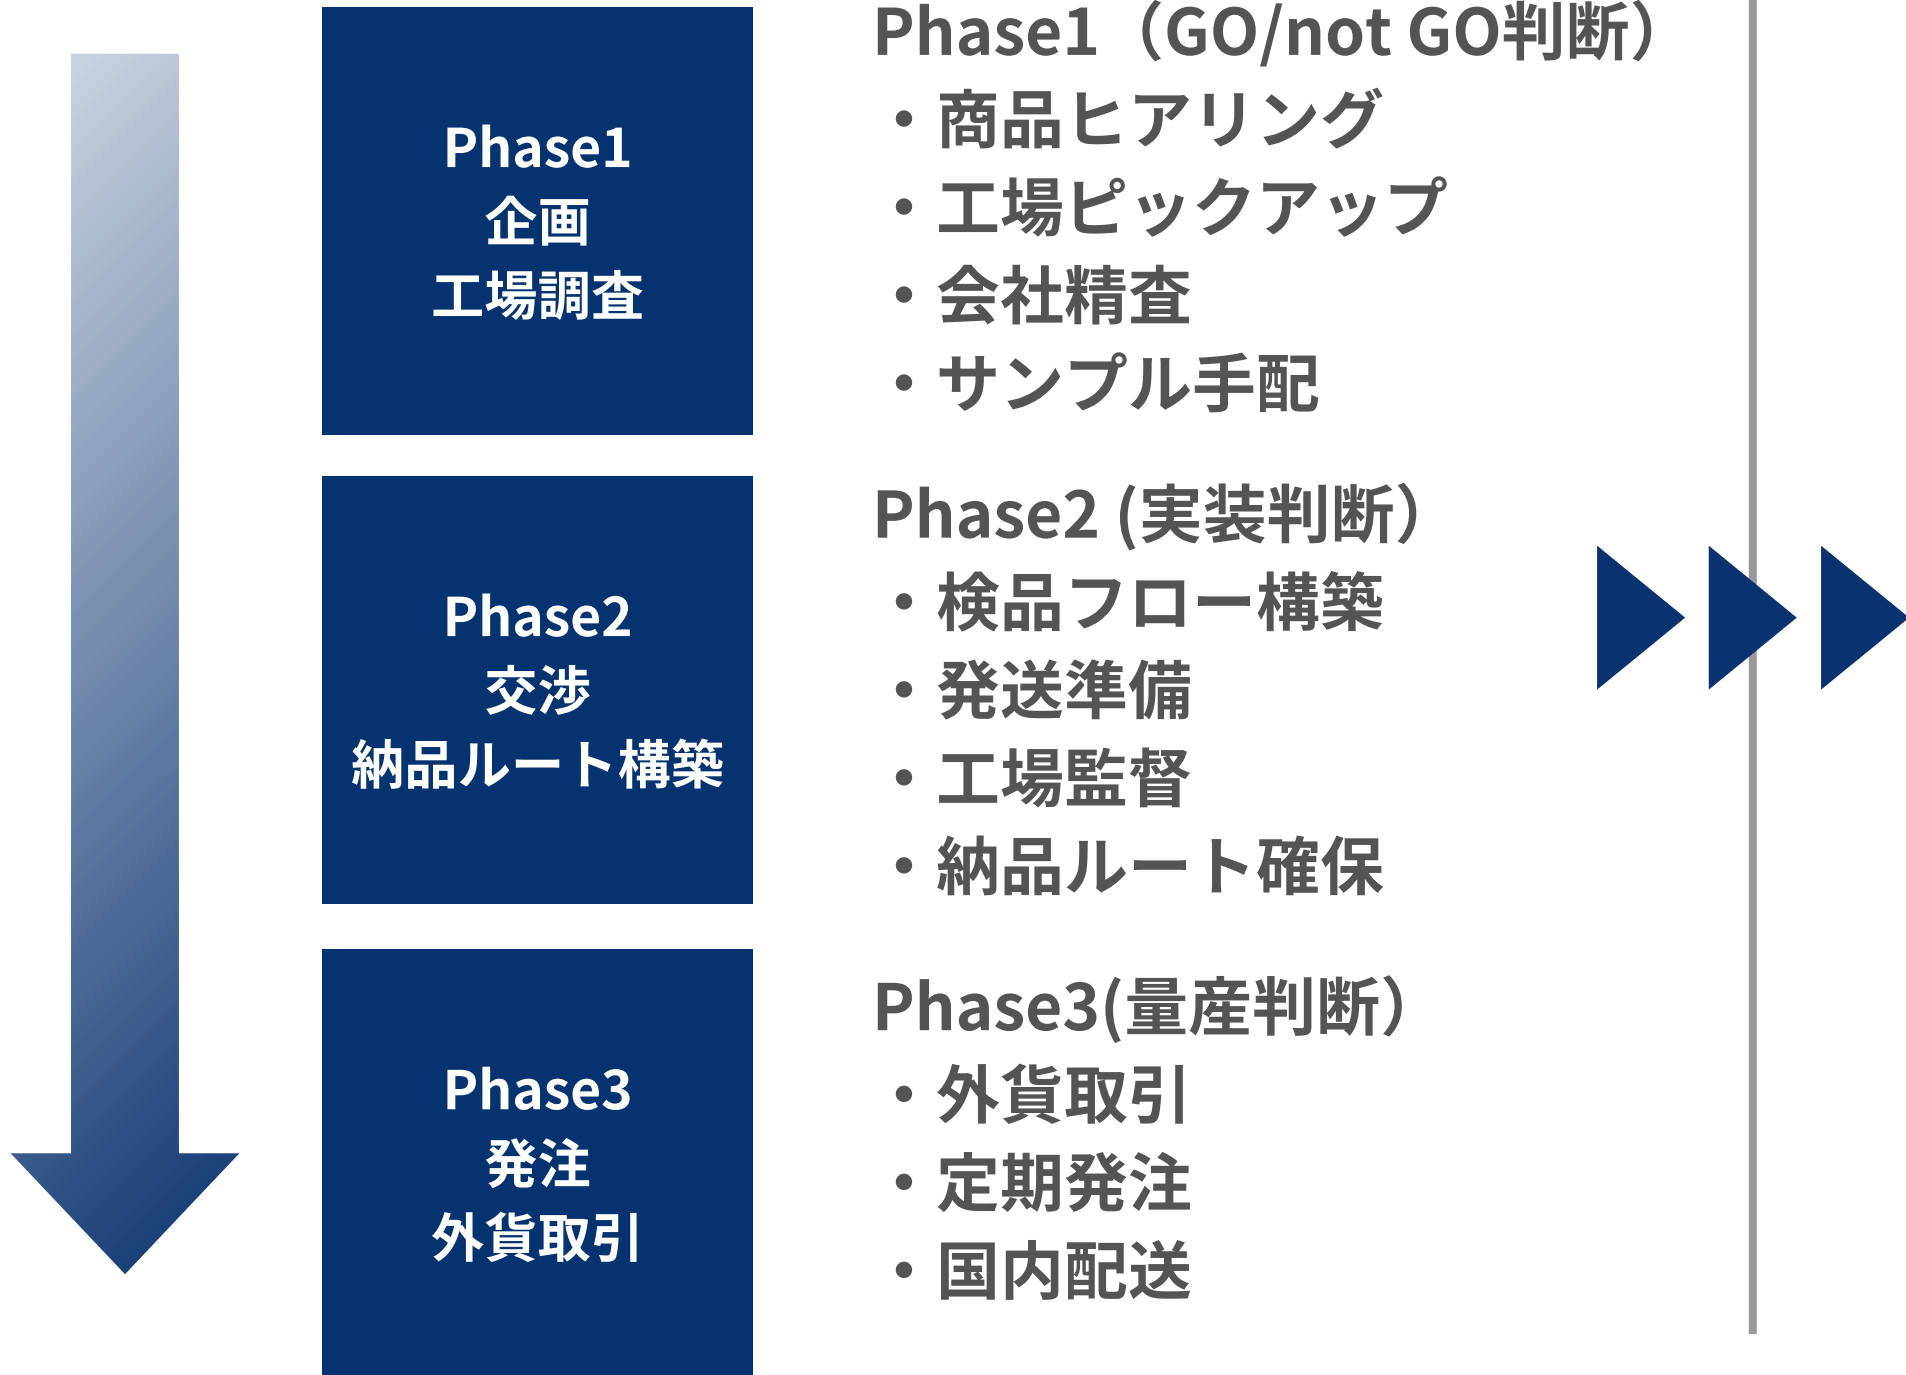 Phase1
企画
工場調査
Phase1（GO/not GO判断）
・商品ヒアリング
・工場ピックアップ
・会社精査
・サンプル手配
Phase2
交渉
納品ルート構築
Phase2 (実装判断）
・検品フロー構築
・発送準備
・工場監督
・納品ルート確保
Phase3
発注
外貨取引
Phase3(量産判断）
・外貨取引
・定期発注
・国内配送